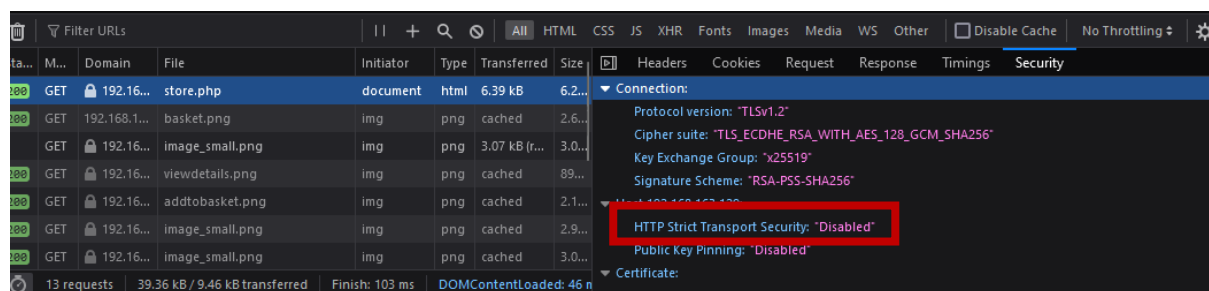 Filter URLs || + All HTML CSS JS XHR Fonts Images Media WS Other Disable Cache No Throttling
M... Domain File Initiator Type Transferred Size Headers Cookies Request Response Timings Security
200 GET 192.16... store.php document html 6.39 kB 6.2... Connection:
200 GET 192.168.1... basket.png img png cached 2.6... Protocol version: "TLSv1.2"
GET 192.16... image_small.png img png 3.07 kB (r... 3.0... Cipher suite: "TLS_ECDHE_RSA_WITH_AES_128_GCM_SHA256"
Key Exchange Group: "x25519"
200 GET 192.16... viewdetails.png img png cached 89... Signature Scheme: "RSA-PSS-SHA256"
200 GET 192.16... addtobasket.png img png cached 2.1...
200 GET 192.16... image_small.png img png cached 2.9... HTTP Strict Transport Security: "Disabled"
200 GET 192.16... image_small.png img png cached 3.0... Public Key Pinning: "Disabled"
13 requests 39.36 kB / 9.46 kB transferred Finish: 103 ms DOMContentLoaded: 46 Certificate: